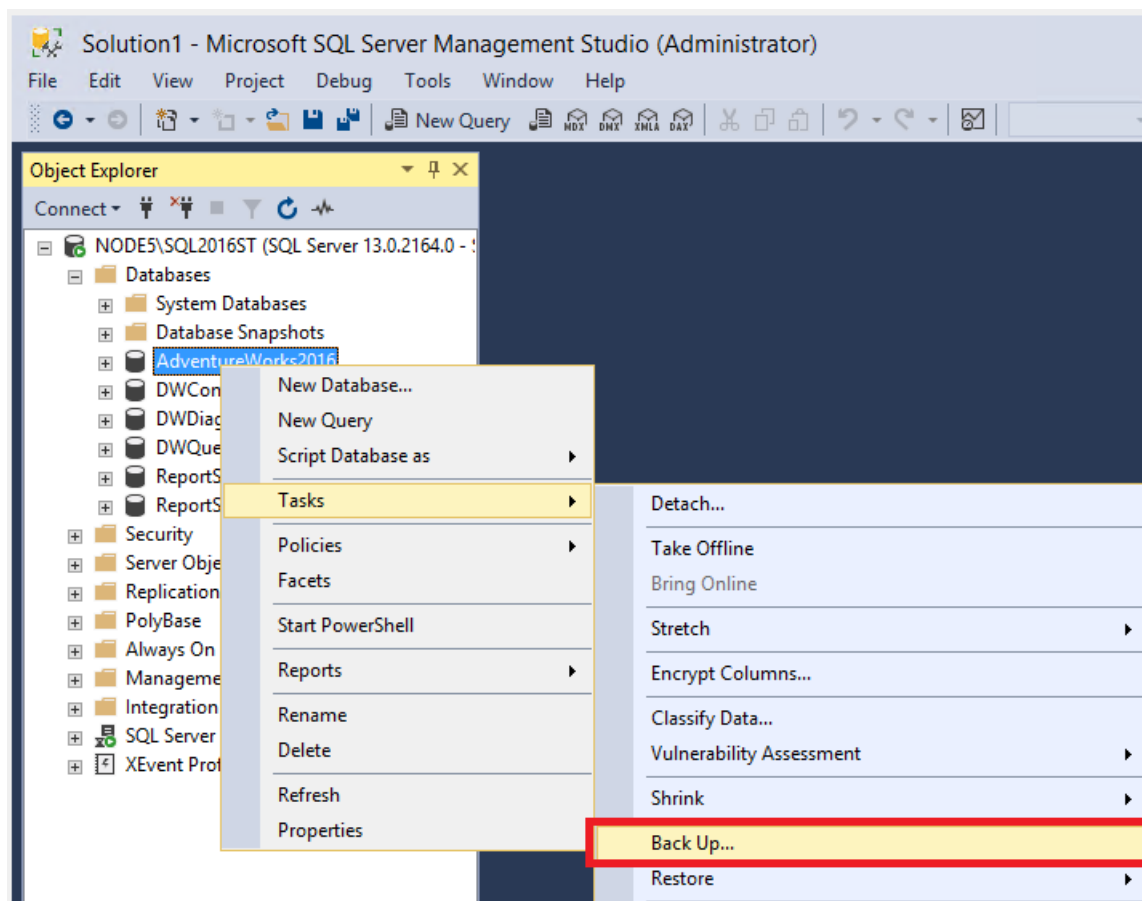 Solution1 - Microsoft SQL Server Management Studio (Administrator)
File Edit View Project Debug Tools Window Help
New Query MDX DMX XMLA DAX
Object Explorer
Connect
NODE5\SQL2016ST (SQL Server 13.0.2164.0 - S
Databases
System Databases
Database Snapshots
AdventureWorks2016
DWCon
DWDiag
DWQue
ReportS
ReportS
Security
Server Obje
Replication
PolyBase
Always On
Manageme
Integration
SQL Server
XEvent Prof
New Database...
New Query
Script Database as
Tasks
Policies
Facets
Start PowerShell
Reports
Rename
Delete
Refresh
Properties
Detach...
Take Offline
Bring Online
Stretch
Encrypt Columns...
Classify Data...
Vulnerability Assessment
Shrink
Back Up...
Restore